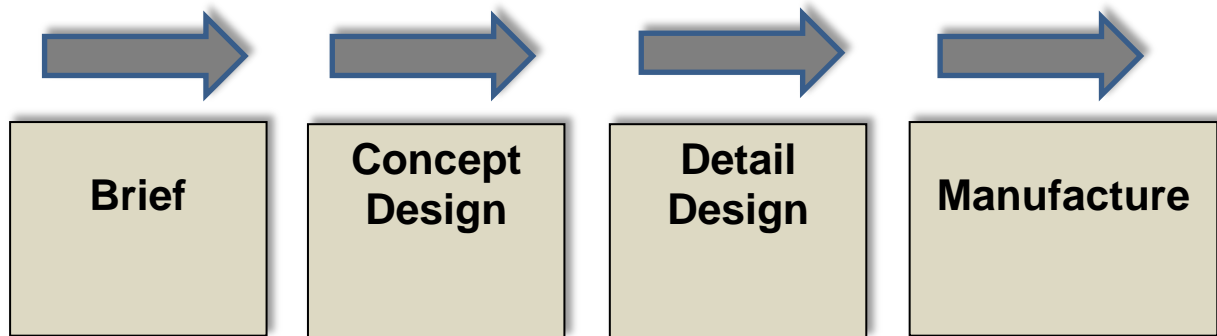 Brief
Concept
Design
Detail
Design
Manufacture